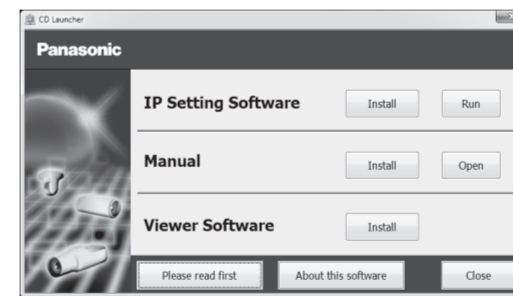 CD Launcher
Panasonic
IP Setting Software Install Run
Manual Install Open
Viewer Software Install
Please read first About this software Close